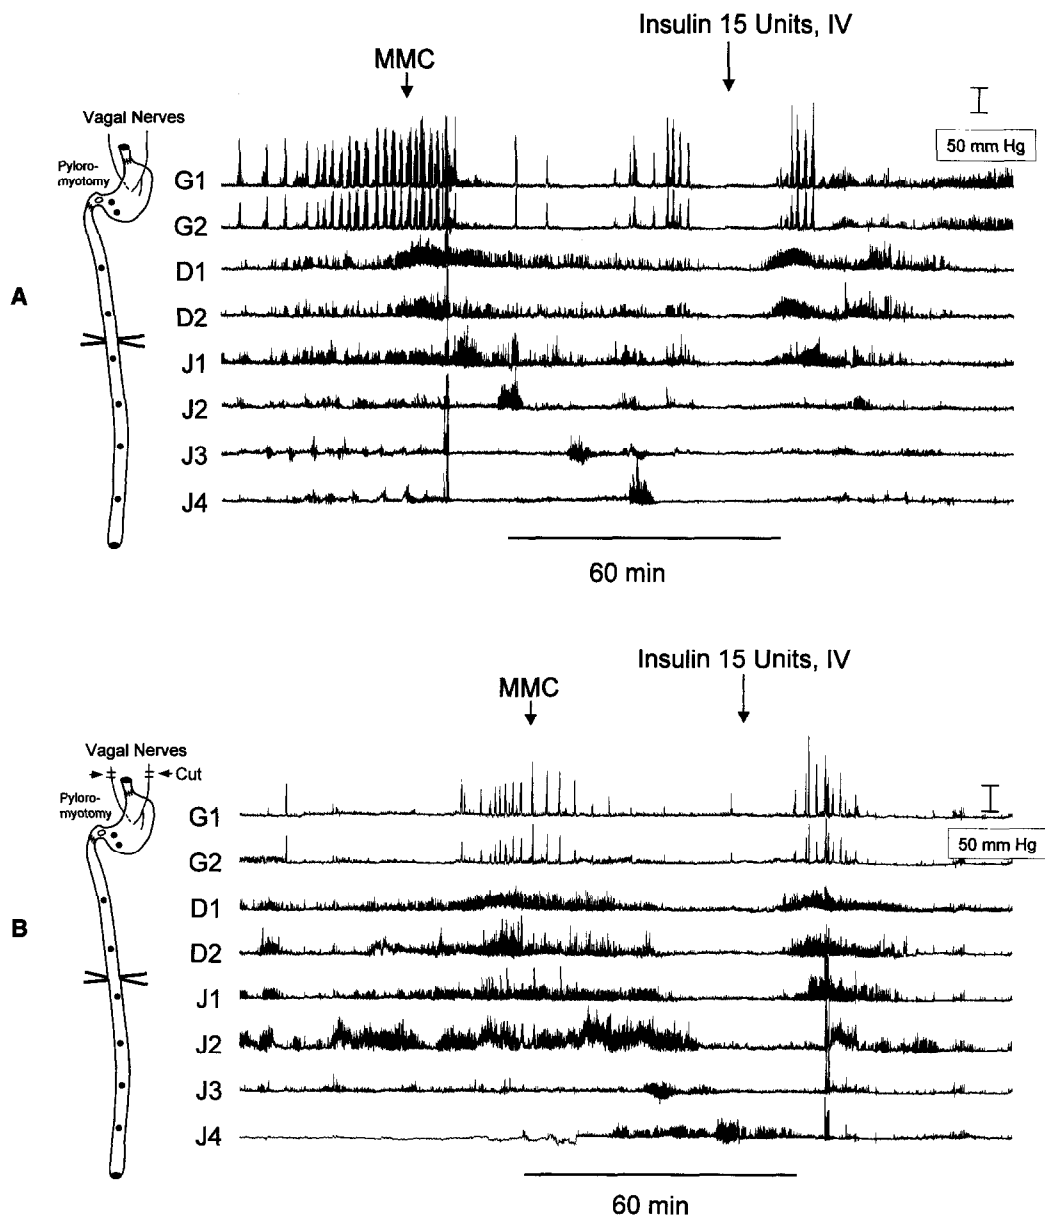 A
Insulin 15 Units, IV
MMC
Vagal Nerves
Pyloro-
myotomy
50 mm Hg
G1
G2
D1
D2
J1
J2
J3
J4
60 min
B
Insulin 15 Units, IV
MMC
Vagal Nerves
Cut
Pyloro-
myotomy
50 mm Hg
G1
G2
D1
D2
J1
J2
J3
J4
60 min